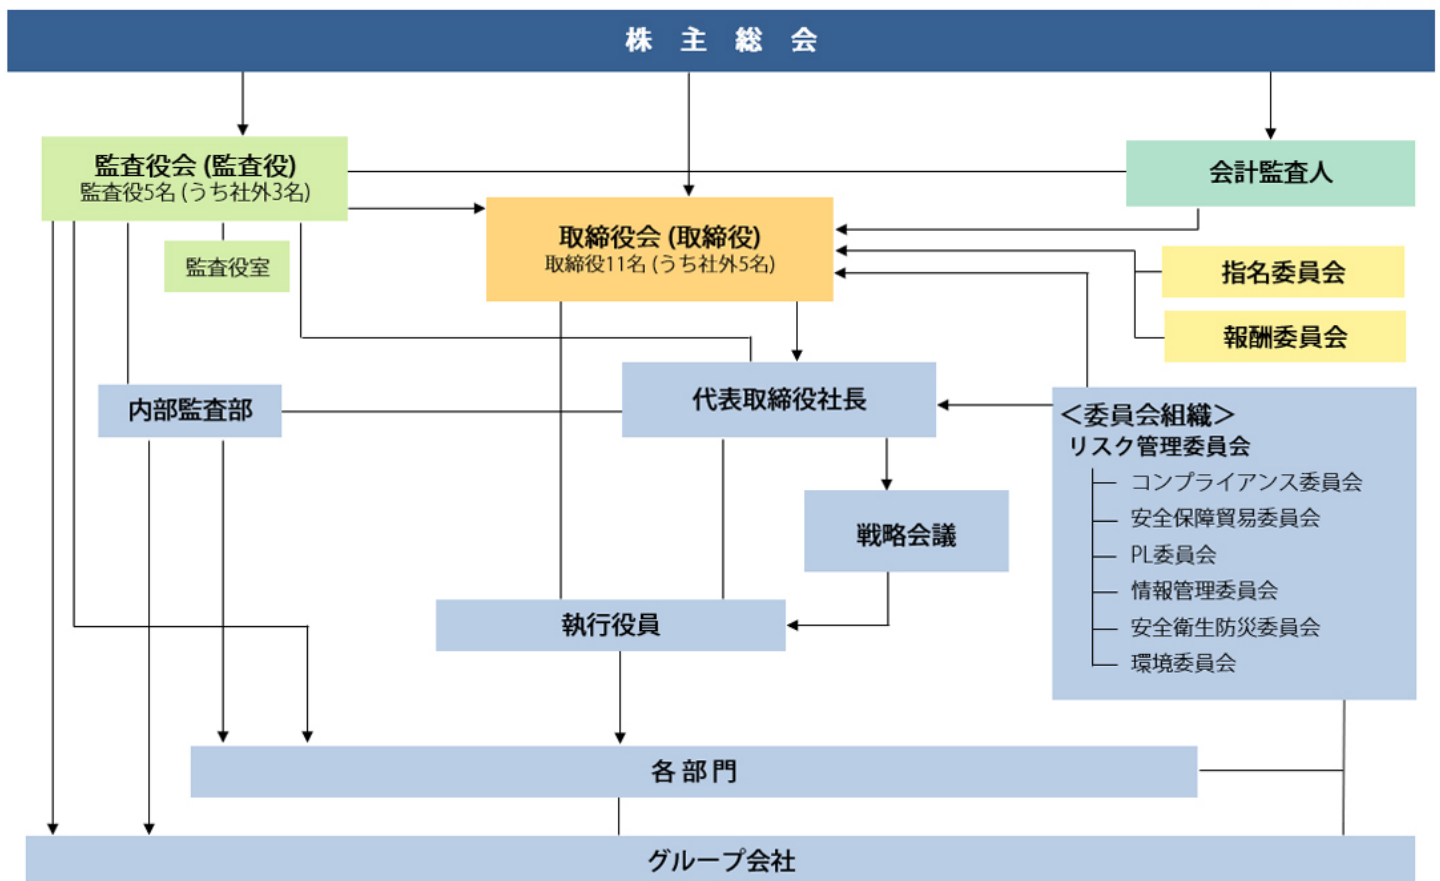 株 主 総 会
監査役会 (監査役)
監査役5名 (うち社外3名)
会計監査人
取締役会 (取締役)
取締役11名 (うち社外5名)
監査役室
指名委員会
報酬委員会
内部監査部
代表取締役社長
＜委員会組織＞
リスク管理委員会
コンプライアンス委員会
安全保障貿易委員会
PL委員会
情報管理委員会
安全衛生防災委員会
環境委員会
戦略会議
執行役員
各 部 門
グループ会社